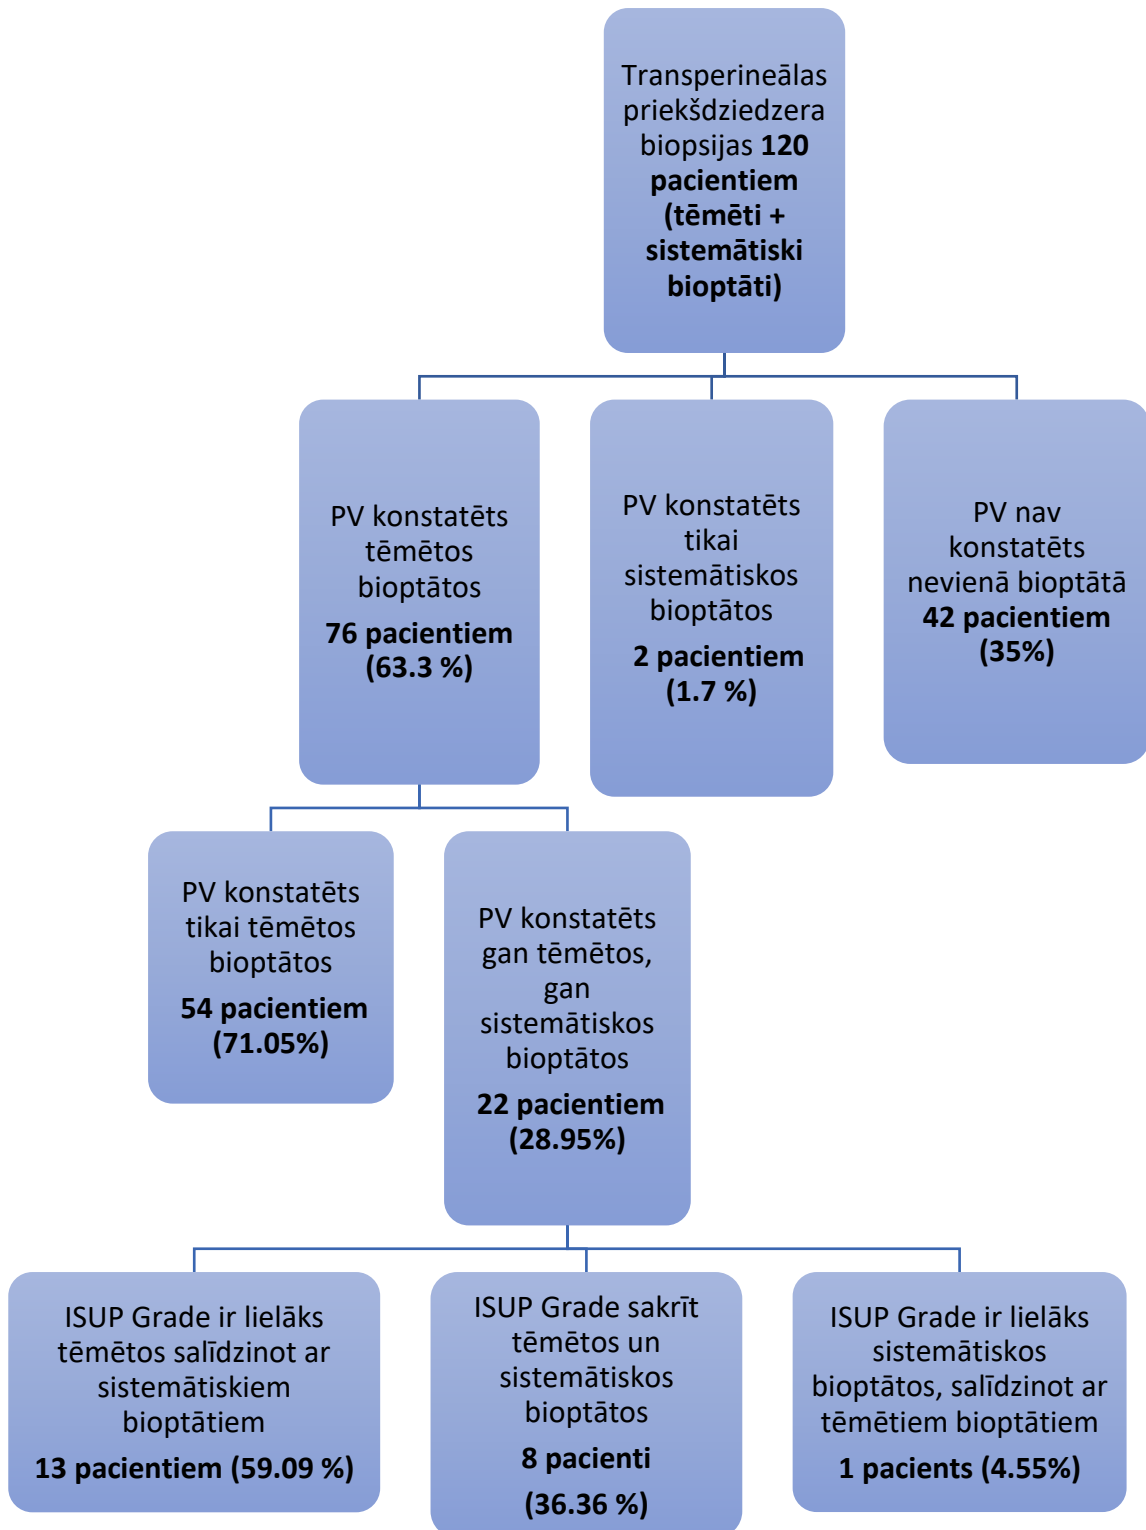 Transperineālas
priekšdziedzera
biopsijas 120
pacientiem
(tēmēti +
sistemātiski
bioptāti)
PV konstatēts
tēmētos
bioptātos
76 pacientiem
(63.3 %)
PV konstatēts
tikai
sistemātiskos
bioptātos
2 pacientiem
(1.7 %)
PV nav
konstatēts
nevienā bioptātā
42 pacientiem
(35%)
PV konstatēts
tikai tēmētos
bioptātos
54 pacientiem
(71.05%)
PV konstatēts
gan tēmētos,
gan
sistemātiskos
bioptātos
22 pacientiem
(28.95%)
ISUP Grade ir lielāks
tēmētos salīdzinot ar
sistemātiskiem
bioptātiem
13 pacientiem (59.09 %)
ISUP Grade sakrīt
tēmētos un
sistemātiskos
bioptātos
8 pacienti
(36.36 %)
ISUP Grade ir lielāks
sistemātiskos
bioptātos, salīdzinot ar
tēmētiem bioptātiem
1 pacients (4.55%)